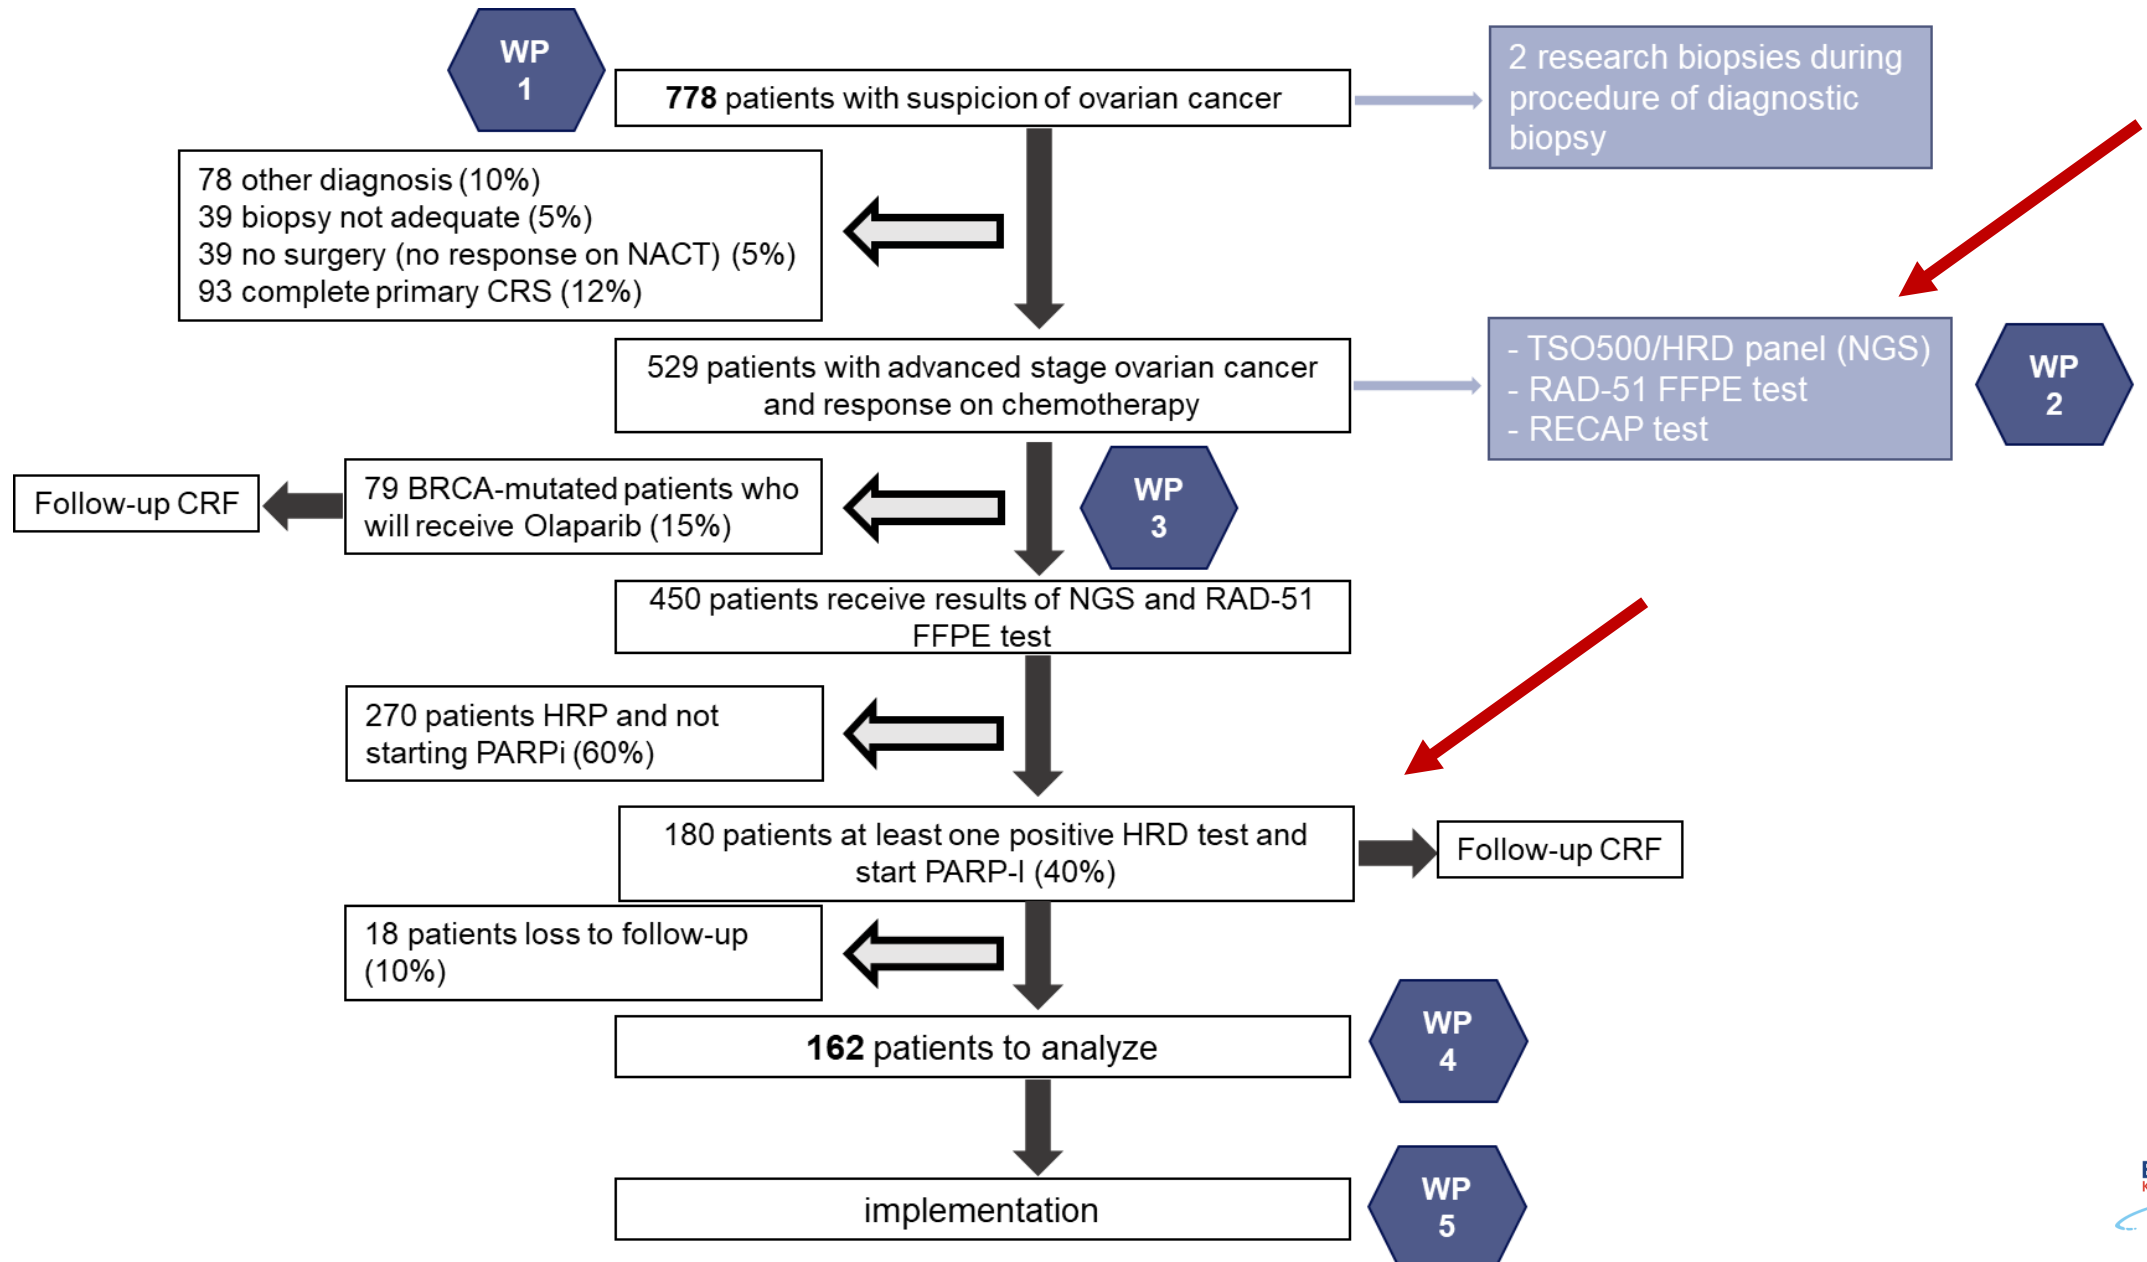 WP
1
778 patients with suspicion of ovarian cancer
2 research biopsies during
procedure of diagnostic
biopsy
78 other diagnosis (10%)
39 biopsy not adequate (5%)
39 no surgery (no response on NACT) (5%)
93 complete primary CRS (12%)
529 patients with advanced stage ovarian cancer
and response on chemotherapy
- TSO500/HRD panel (NGS)
- RAD-51 FFPE test
- RECAP test
WP
2
Follow-up CRF
79 BRCA-mutated patients who
will receive Olaparib (15%)
WP
3
450 patients receive results of NGS and RAD-51
FFPE test
270 patients HRP and not
starting PARPi (60%)
180 patients at least one positive HRD test and
start PARP-I (40%)
Follow-up CRF
18 patients loss to follow-up
(10%)
162 patients to analyze
WP
4
implementation
WP
5